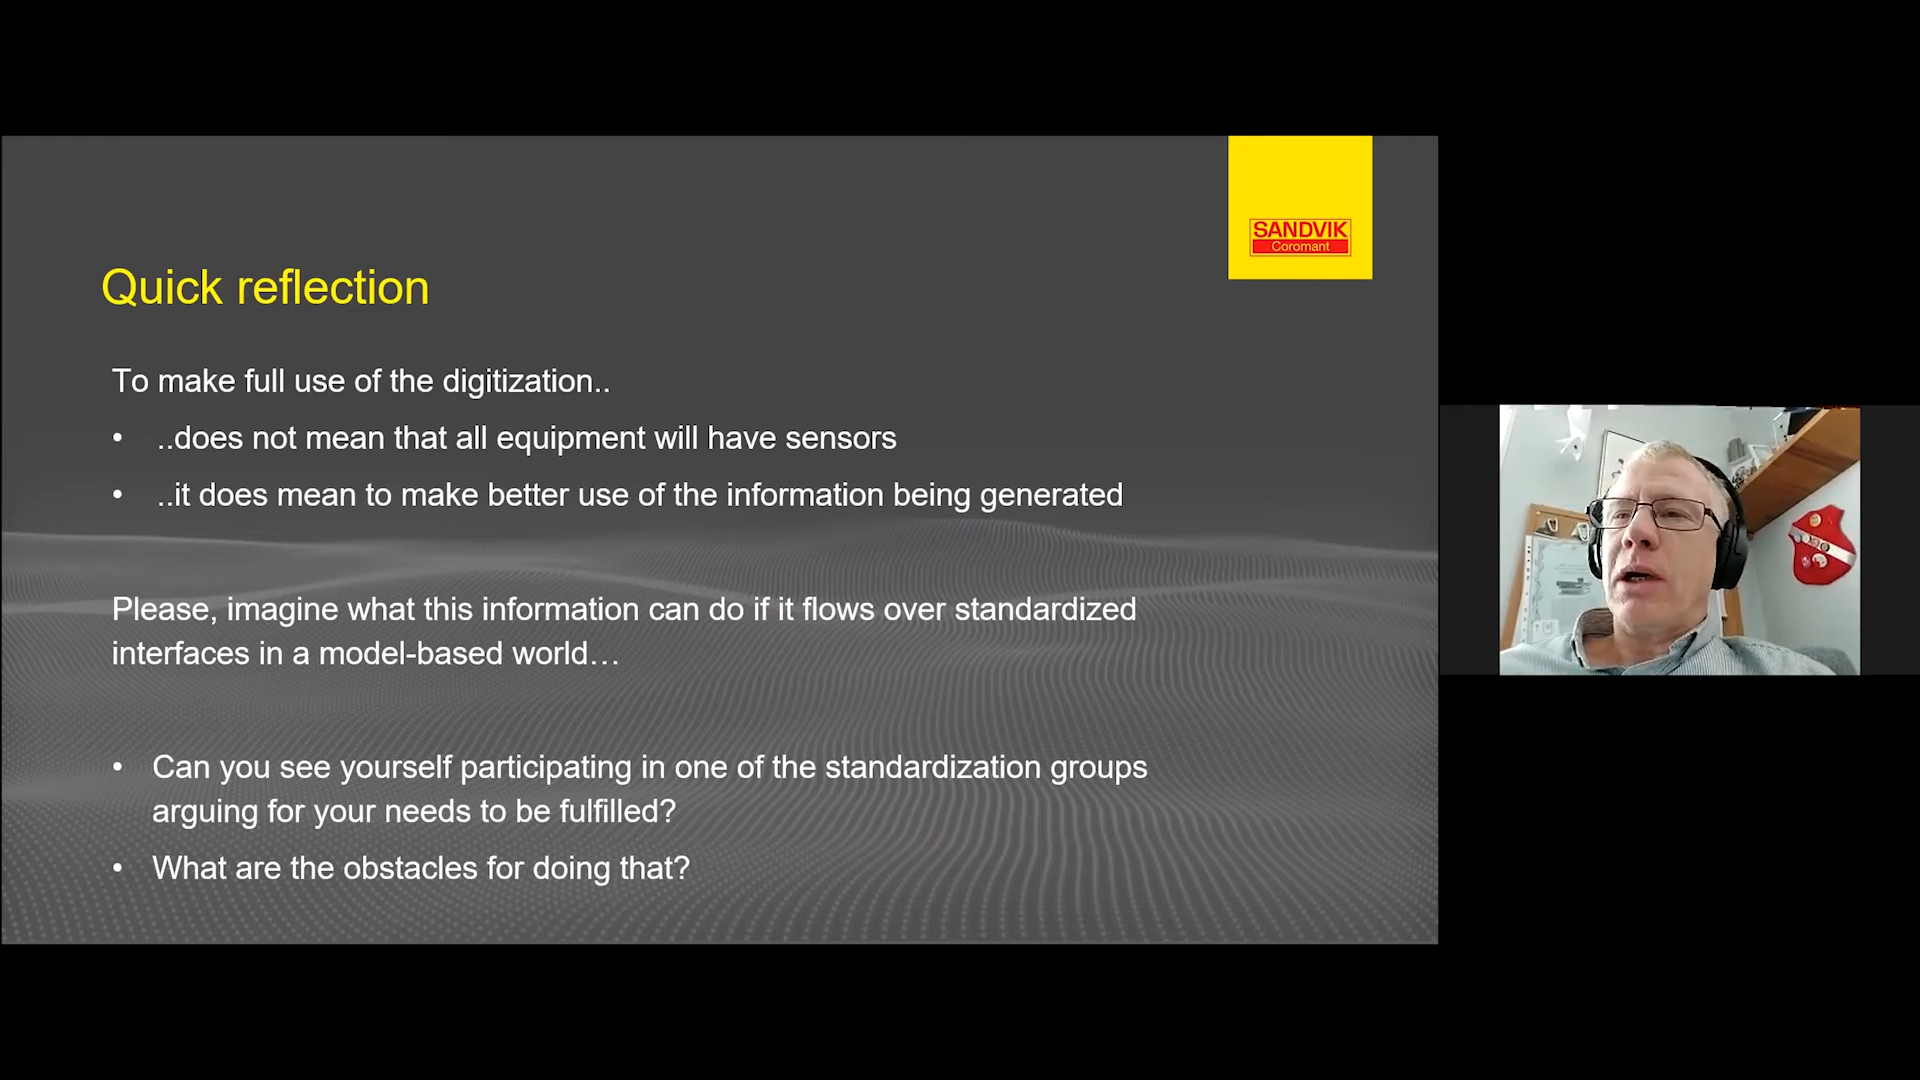 SANDVIK
Coromant
Quick reflection
To make full use of the digitization..
• ..does not mean that all equipment will have sensors
• ..it does mean to make better use of the information being generated
Please, imagine what this information can do if it flows over standardized
interfaces in a model-based world…
• Can you see yourself participating in one of the standardization groups
arguing for your needs to be fulfilled?
• What are the obstacles for doing that?